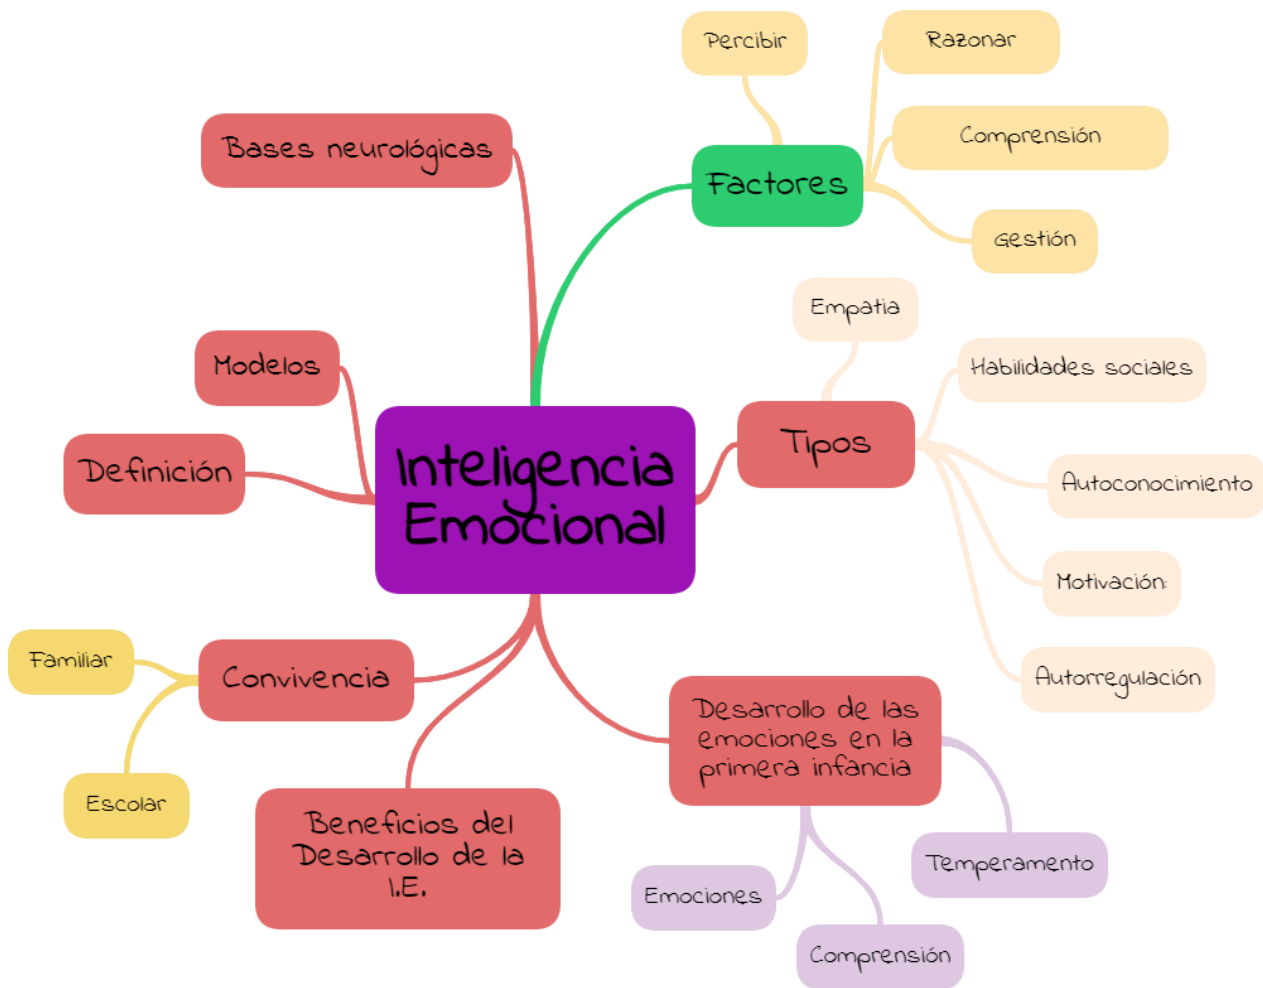 Percibir
Razonar
Comprensión
Gestión
Factores
Bases neurológicas
Empatia
Habilidades sociales
Autoconocimiento
Motivación:
Autorregulación
Tipos
Modelos
Definición
Inteligencia
Emocional
Convivencia
Familiar
Escolar
Beneficios del
Desarrollo de la
I.E.
Desarrollo de las
emociones en la
primera infancia
Temperamento
Emociones
Comprensión